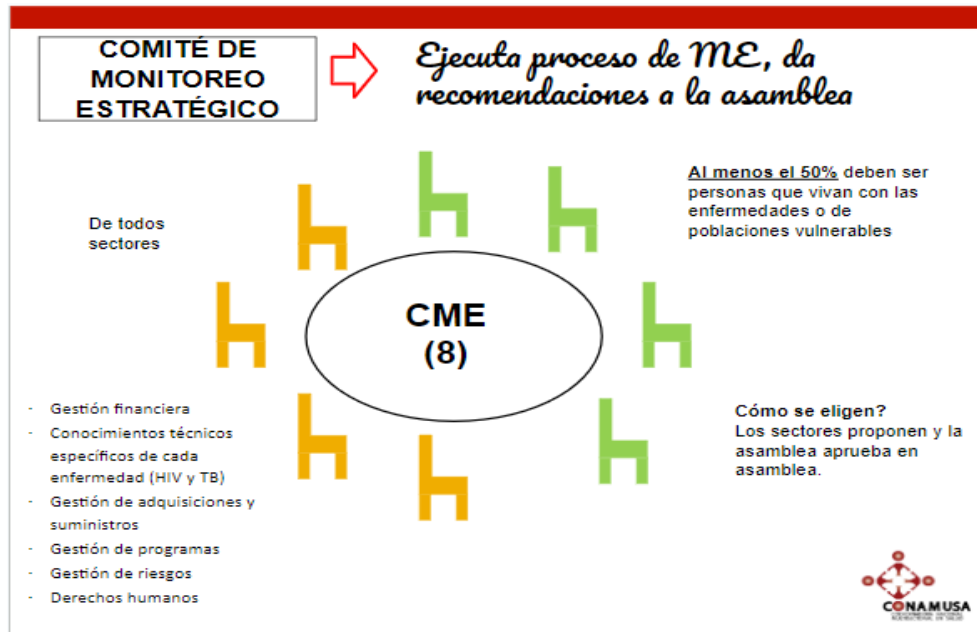 COMITÉ DE
MONITOREO
ESTRATÉGICO
Ejecuta proceso de ME, da
recomendaciones a la asamblea
De todos
sectores
Al menos el 50% deben ser
personas que vivan con las
enfermedades o de
poblaciones vulnerables
CME
(8)
- Gestión financiera
- Conocimientos técnicos
específicos de cada
enfermedad (HIV y TB)
- Gestión de adquisiciones y
suministros
- Gestión de programas
- Gestión de riesgos
- Derechos humanos
Cómo se eligen?
Los sectores proponen y la
asamblea aprueba en
asamblea.
CONAMUSA